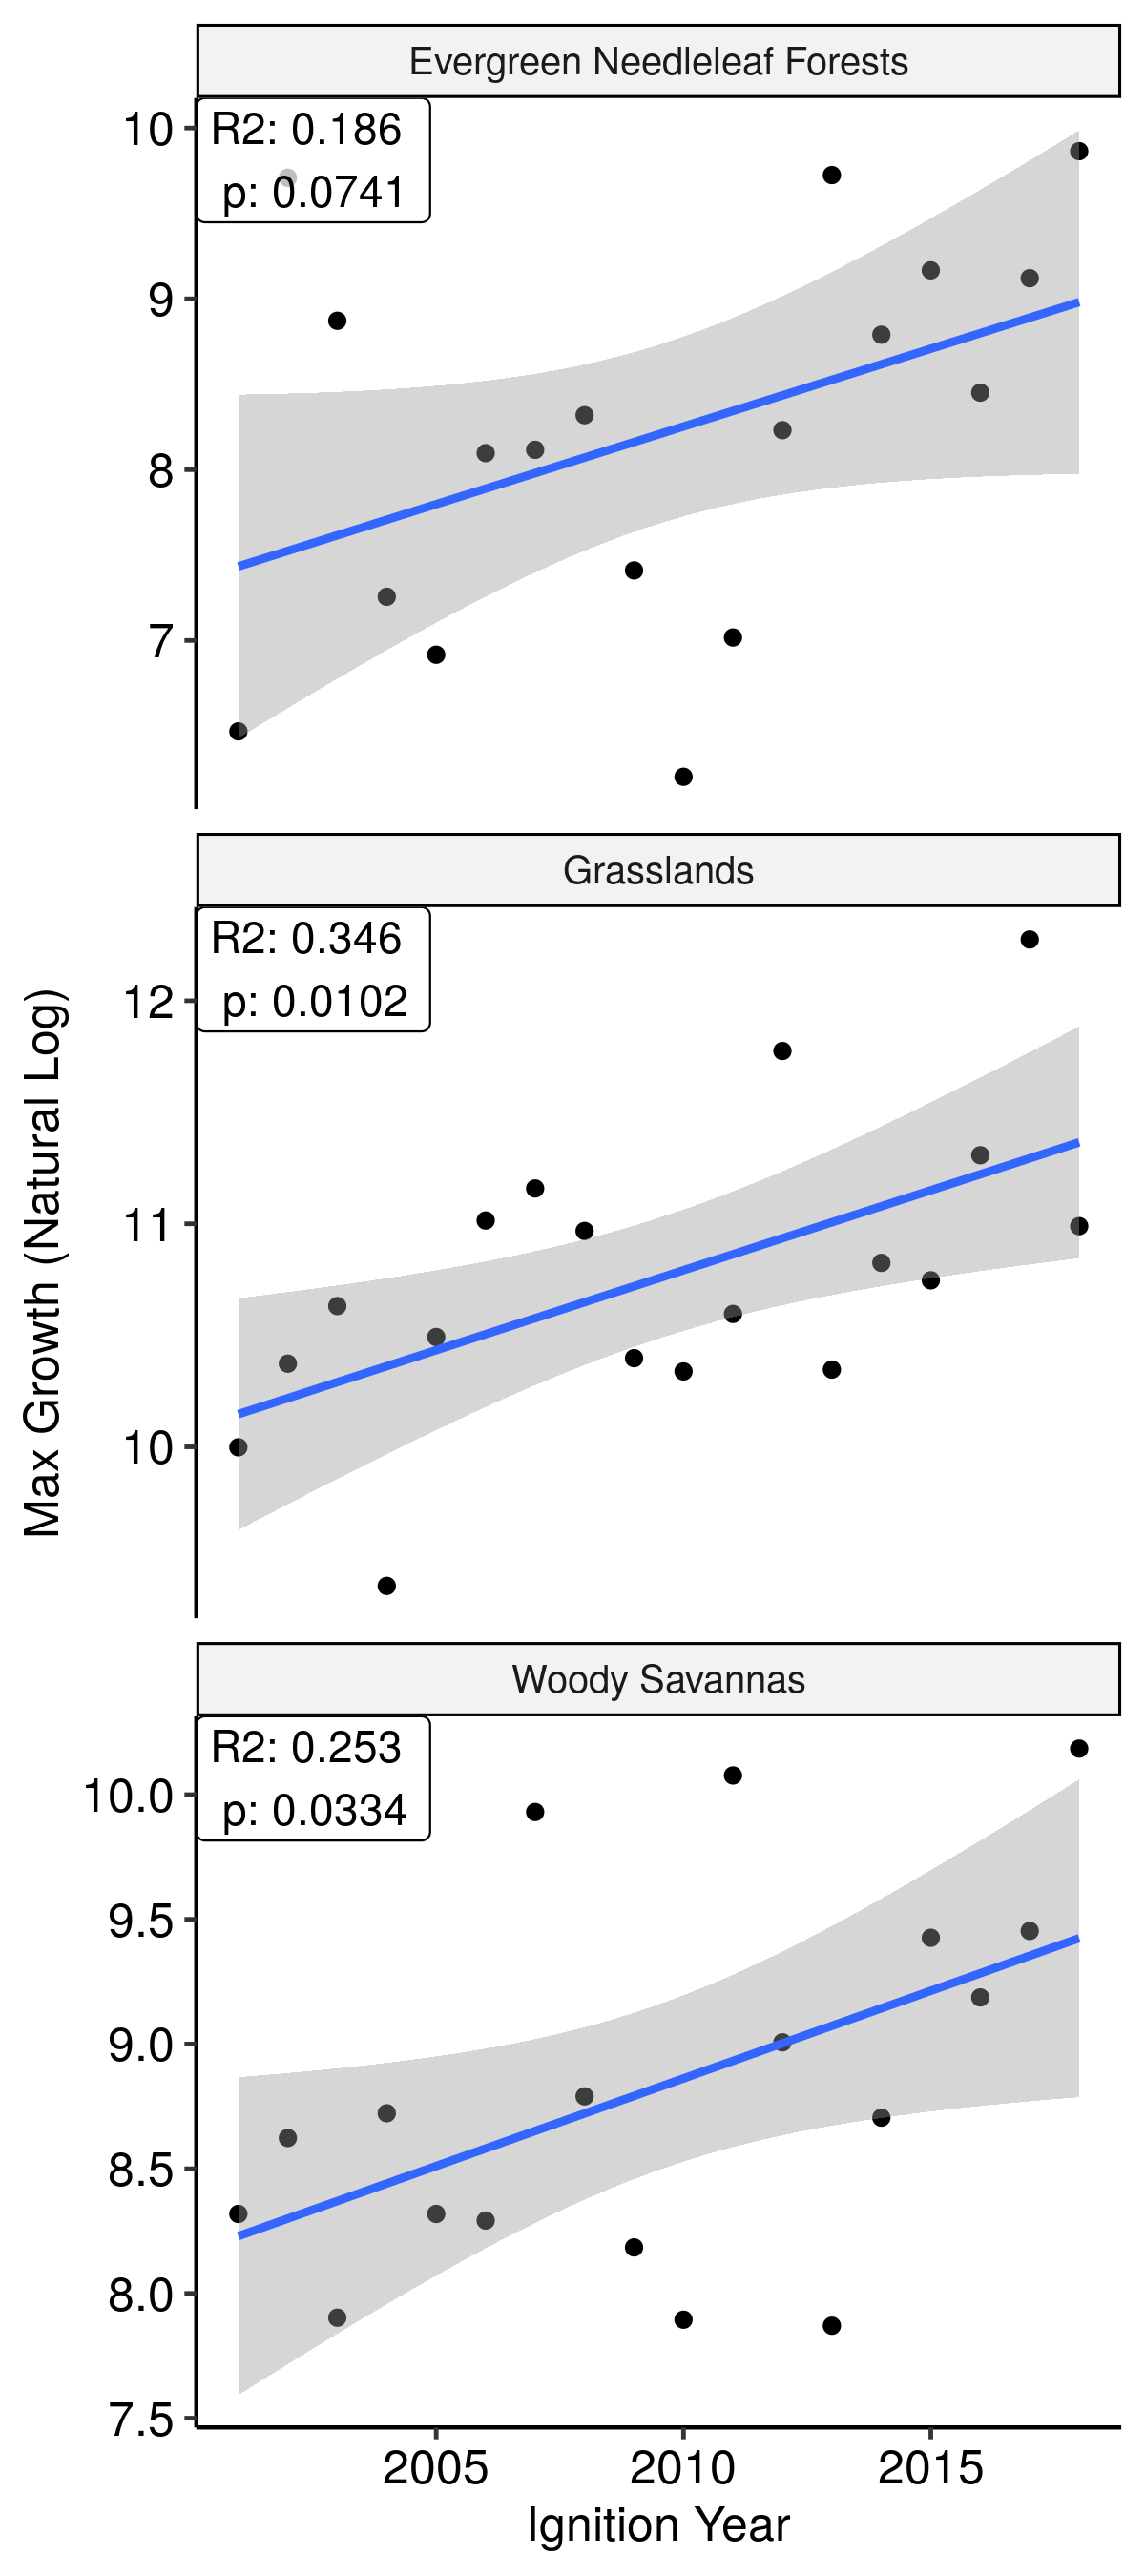 Evergreen Needleleaf Forests
R2: 0.186
p: 0.0741
10
9
8
7
Grasslands
R2: 0.346
p: 0.0102
12
11
10
Woody Savannas
R2: 0.253
p: 0.0334
10.0
9.5
9.0
8.5
8.0
7.5
2005 2010 2015
Ignition Year
Max Growth (Natural Log)